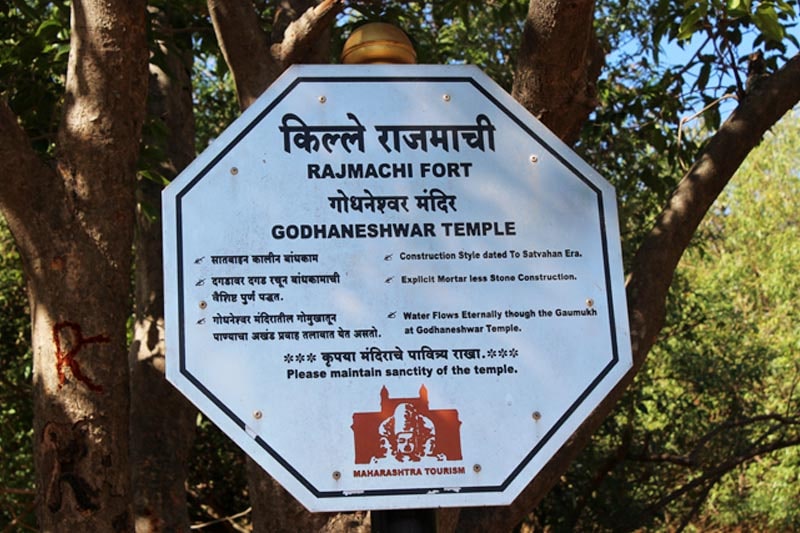 किल्ले राजमाची
RAJMACHI FORT
गोधनेश्वर मंदिर
GODHANESHWAR TEMPLE
सातबाहन कालीन बांधकाम
दगडावर दगड रचून बांधकामाची
वैशिष्ट पुर्ण पद्धत.
गोधनेश्वर मंदिरातील गोमुखातून
पाण्याचा अखंड प्रवाह तलावात येत असतो.
Construction Style dated To Satvahan Era.
Explicit Mortar less Stone Construction.
Water Flows Eternally though the Gaumukh
at Godhaneshwar Temple.
*** कृपया मंदिराचे पावित्र्य राखा.***
Please maintain sanctity of the temple.
MAHARASHTRA TOURISM
R
R